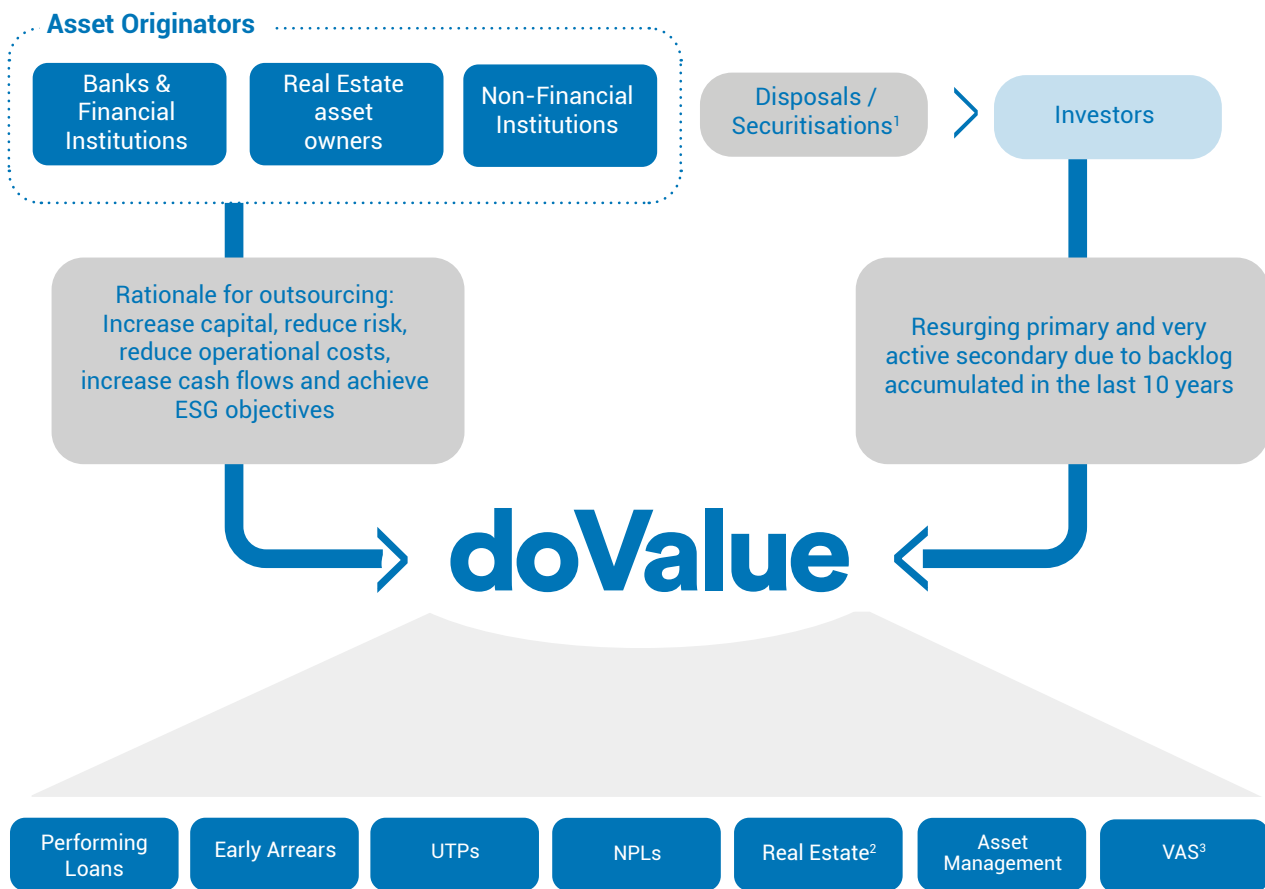 Asset Originators
Banks &
Financial
Institutions
Real Estate
asset
owners
Non-Financial
Institutions
Disposals /
Securitisations¹
Investors
Rationale for outsourcing:
Increase capital, reduce risk,
reduce operational costs,
increase cash flows and achieve
ESG objectives
Resurging primary and very
active secondary due to backlog
accumulated in the last 10 years
doValue
Performing
Loans
Early Arrears
UTPs
NPLs
Real Estate²
Asset
Management
VAS³